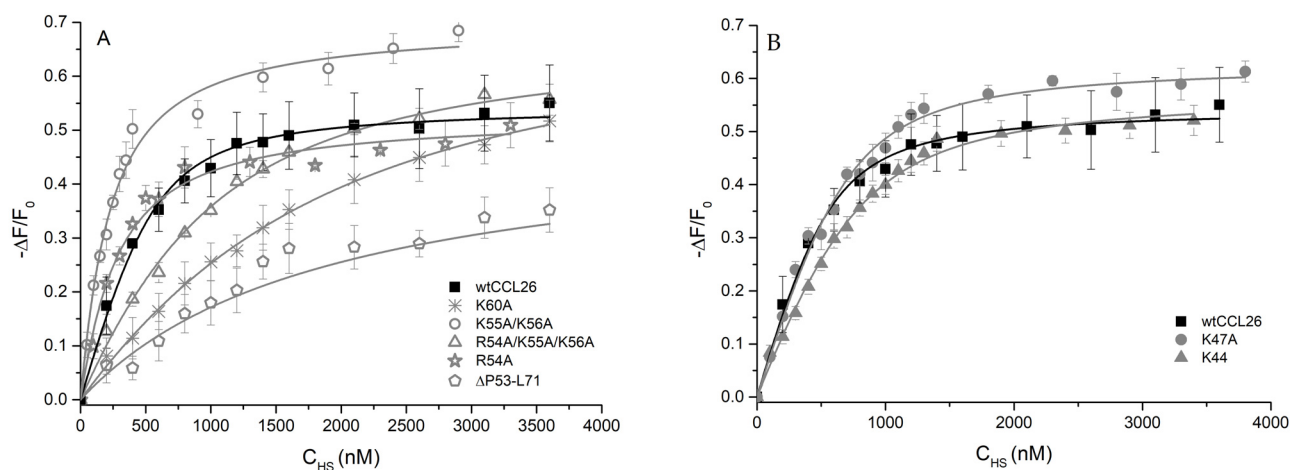 A
-ΔF/F0
0.7
0.6
0.5
0.4
0.3
0.2
0.1
0.0
wtCCL26
K60A
K55A/K56A
R54A/K55A/K56A
R54A
ΔP53-L71
0 500 1000 1500 2000 2500 3000 3500 4000
CHS (nM)
B
-ΔF/F0
0.7
0.6
0.5
0.4
0.3
0.2
0.1
0.0
wtCCL26
K47A
K44
0 1000 2000 3000 4000
CHS (nM)